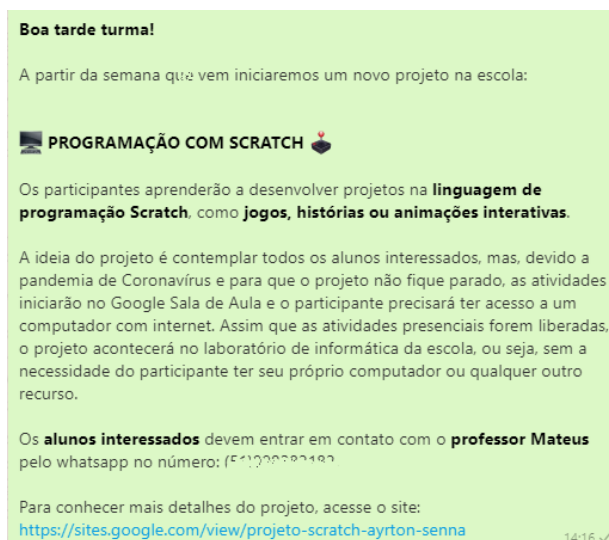 Boa tarde turma!
A partir da semana que vem iniciaremos um novo projeto na escola:
🖥️ PROGRAMAÇÃO COM SCRATCH 🕹️
Os participantes aprenderão a desenvolver projetos na linguagem de
programação Scratch, como jogos, histórias ou animações interativas.
A ideia do projeto é contemplar todos os alunos interessados, mas, devido a
pandemia de Coronavírus e para que o projeto não fique parado, as atividades
iniciarão no Google Sala de Aula e o participante precisará ter acesso a um
computador com internet. Assim que as atividades presenciais forem liberadas,
o projeto acontecerá no laboratório de informática da escola, ou seja, sem a
necessidade do participante ter seu próprio computador ou qualquer outro
recurso.
Os alunos interessados devem entrar em contato com o professor Mateus
pelo whatsapp no número:
Para conhecer mais detalhes do projeto, acesse o site:
https://sites.google.com/view/projeto-scratch-ayrton-senna
14:16